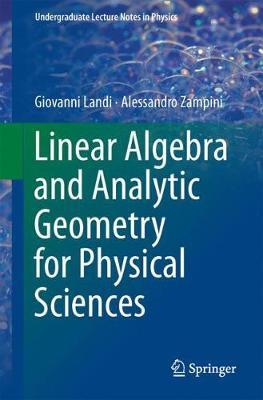 Undergraduate Lecture Notes in Physics
Giovanni Landi · Alessandro Zampini
Linear Algebra
and Analytic
Geometry
for Physical
Sciences
Springer